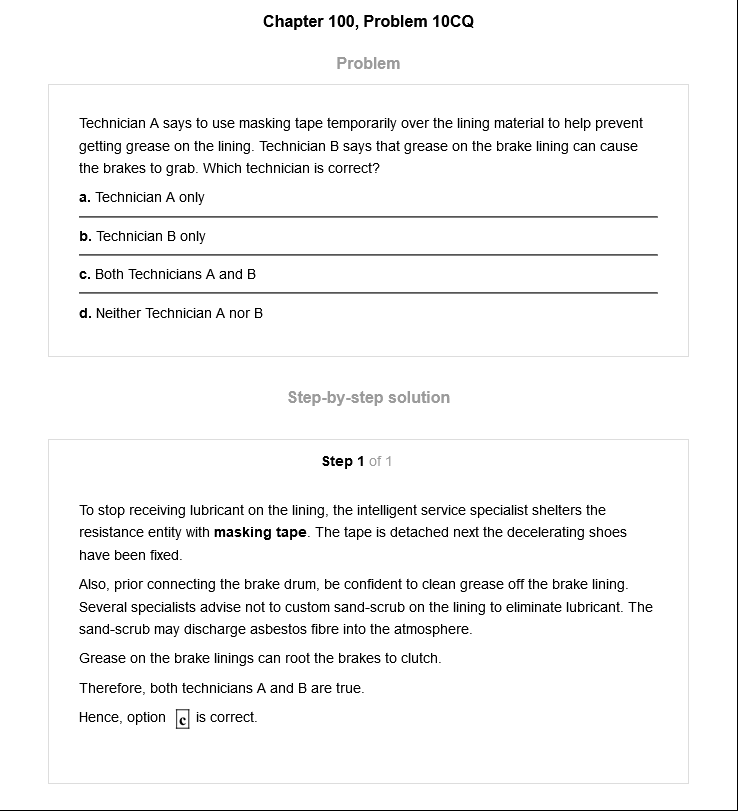 Chapter 100, Problem 10CQ
Problem
Technician A says to use masking tape temporarily over the lining material to help prevent
getting grease on the lining. Technician B says that grease on the brake lining can cause
the brakes to grab. Which technician is correct?
a. Technician A only
b. Technician B only
c. Both Technicians A and B
d. Neither Technician A nor B
Step-by-step solution
Step 1 of 1
To stop receiving lubricant on the lining, the intelligent service specialist shelters the
resistance entity with masking tape. The tape is detached next the decelerating shoes
have been fixed.
Also, prior connecting the brake drum, be confident to clean grease off the brake lining.
Several specialists advise not to custom sand-scrub on the lining to eliminate lubricant. The
sand-scrub may discharge asbestos fibre into the atmosphere.
Grease on the brake linings can root the brakes to clutch.
Therefore, both technicians A and B are true.
Hence, option c is correct.